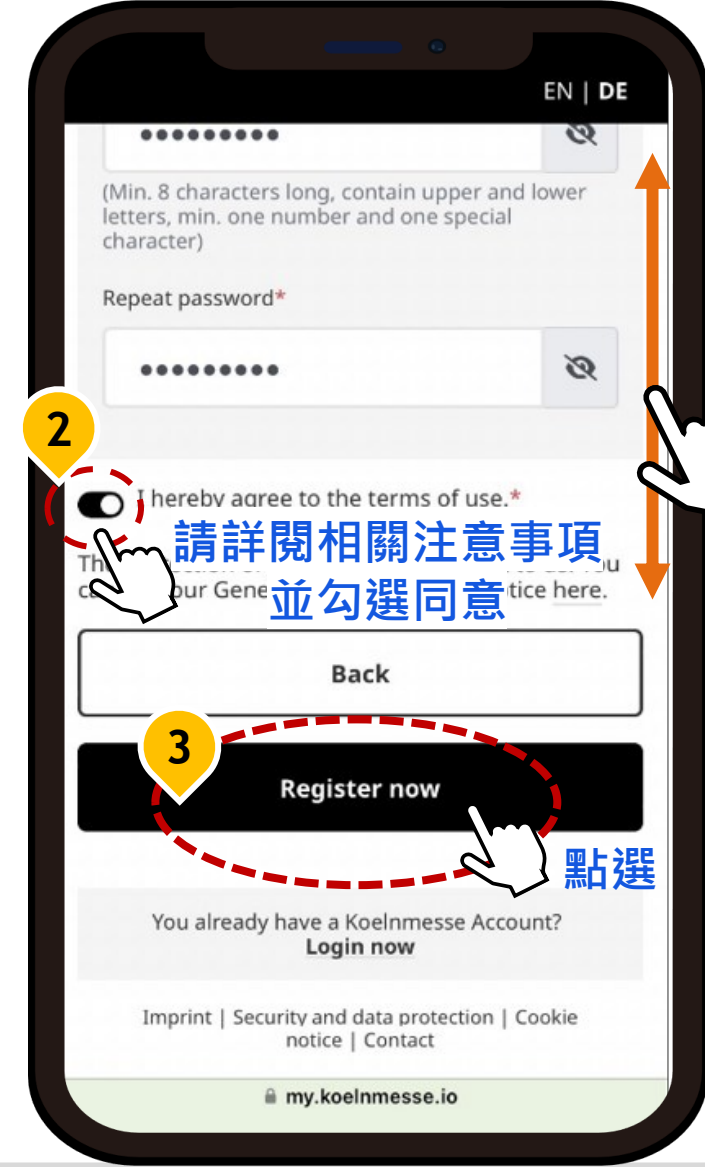 EN | DE
•••••••••
(Min. 8 characters long, contain upper and lower
letters, min. one number and one special
character)
Repeat password*
•••••••••
2
I hereby agree to the terms of use.*
請詳閱相關注意事項
並勾選同意
our Gene
here.
Back
3
Register now
點選
You already have a Koelnmesse Account?
Login now
Imprint | Security and data protection | Cookie
notice | Contact
my.koelnmesse.io